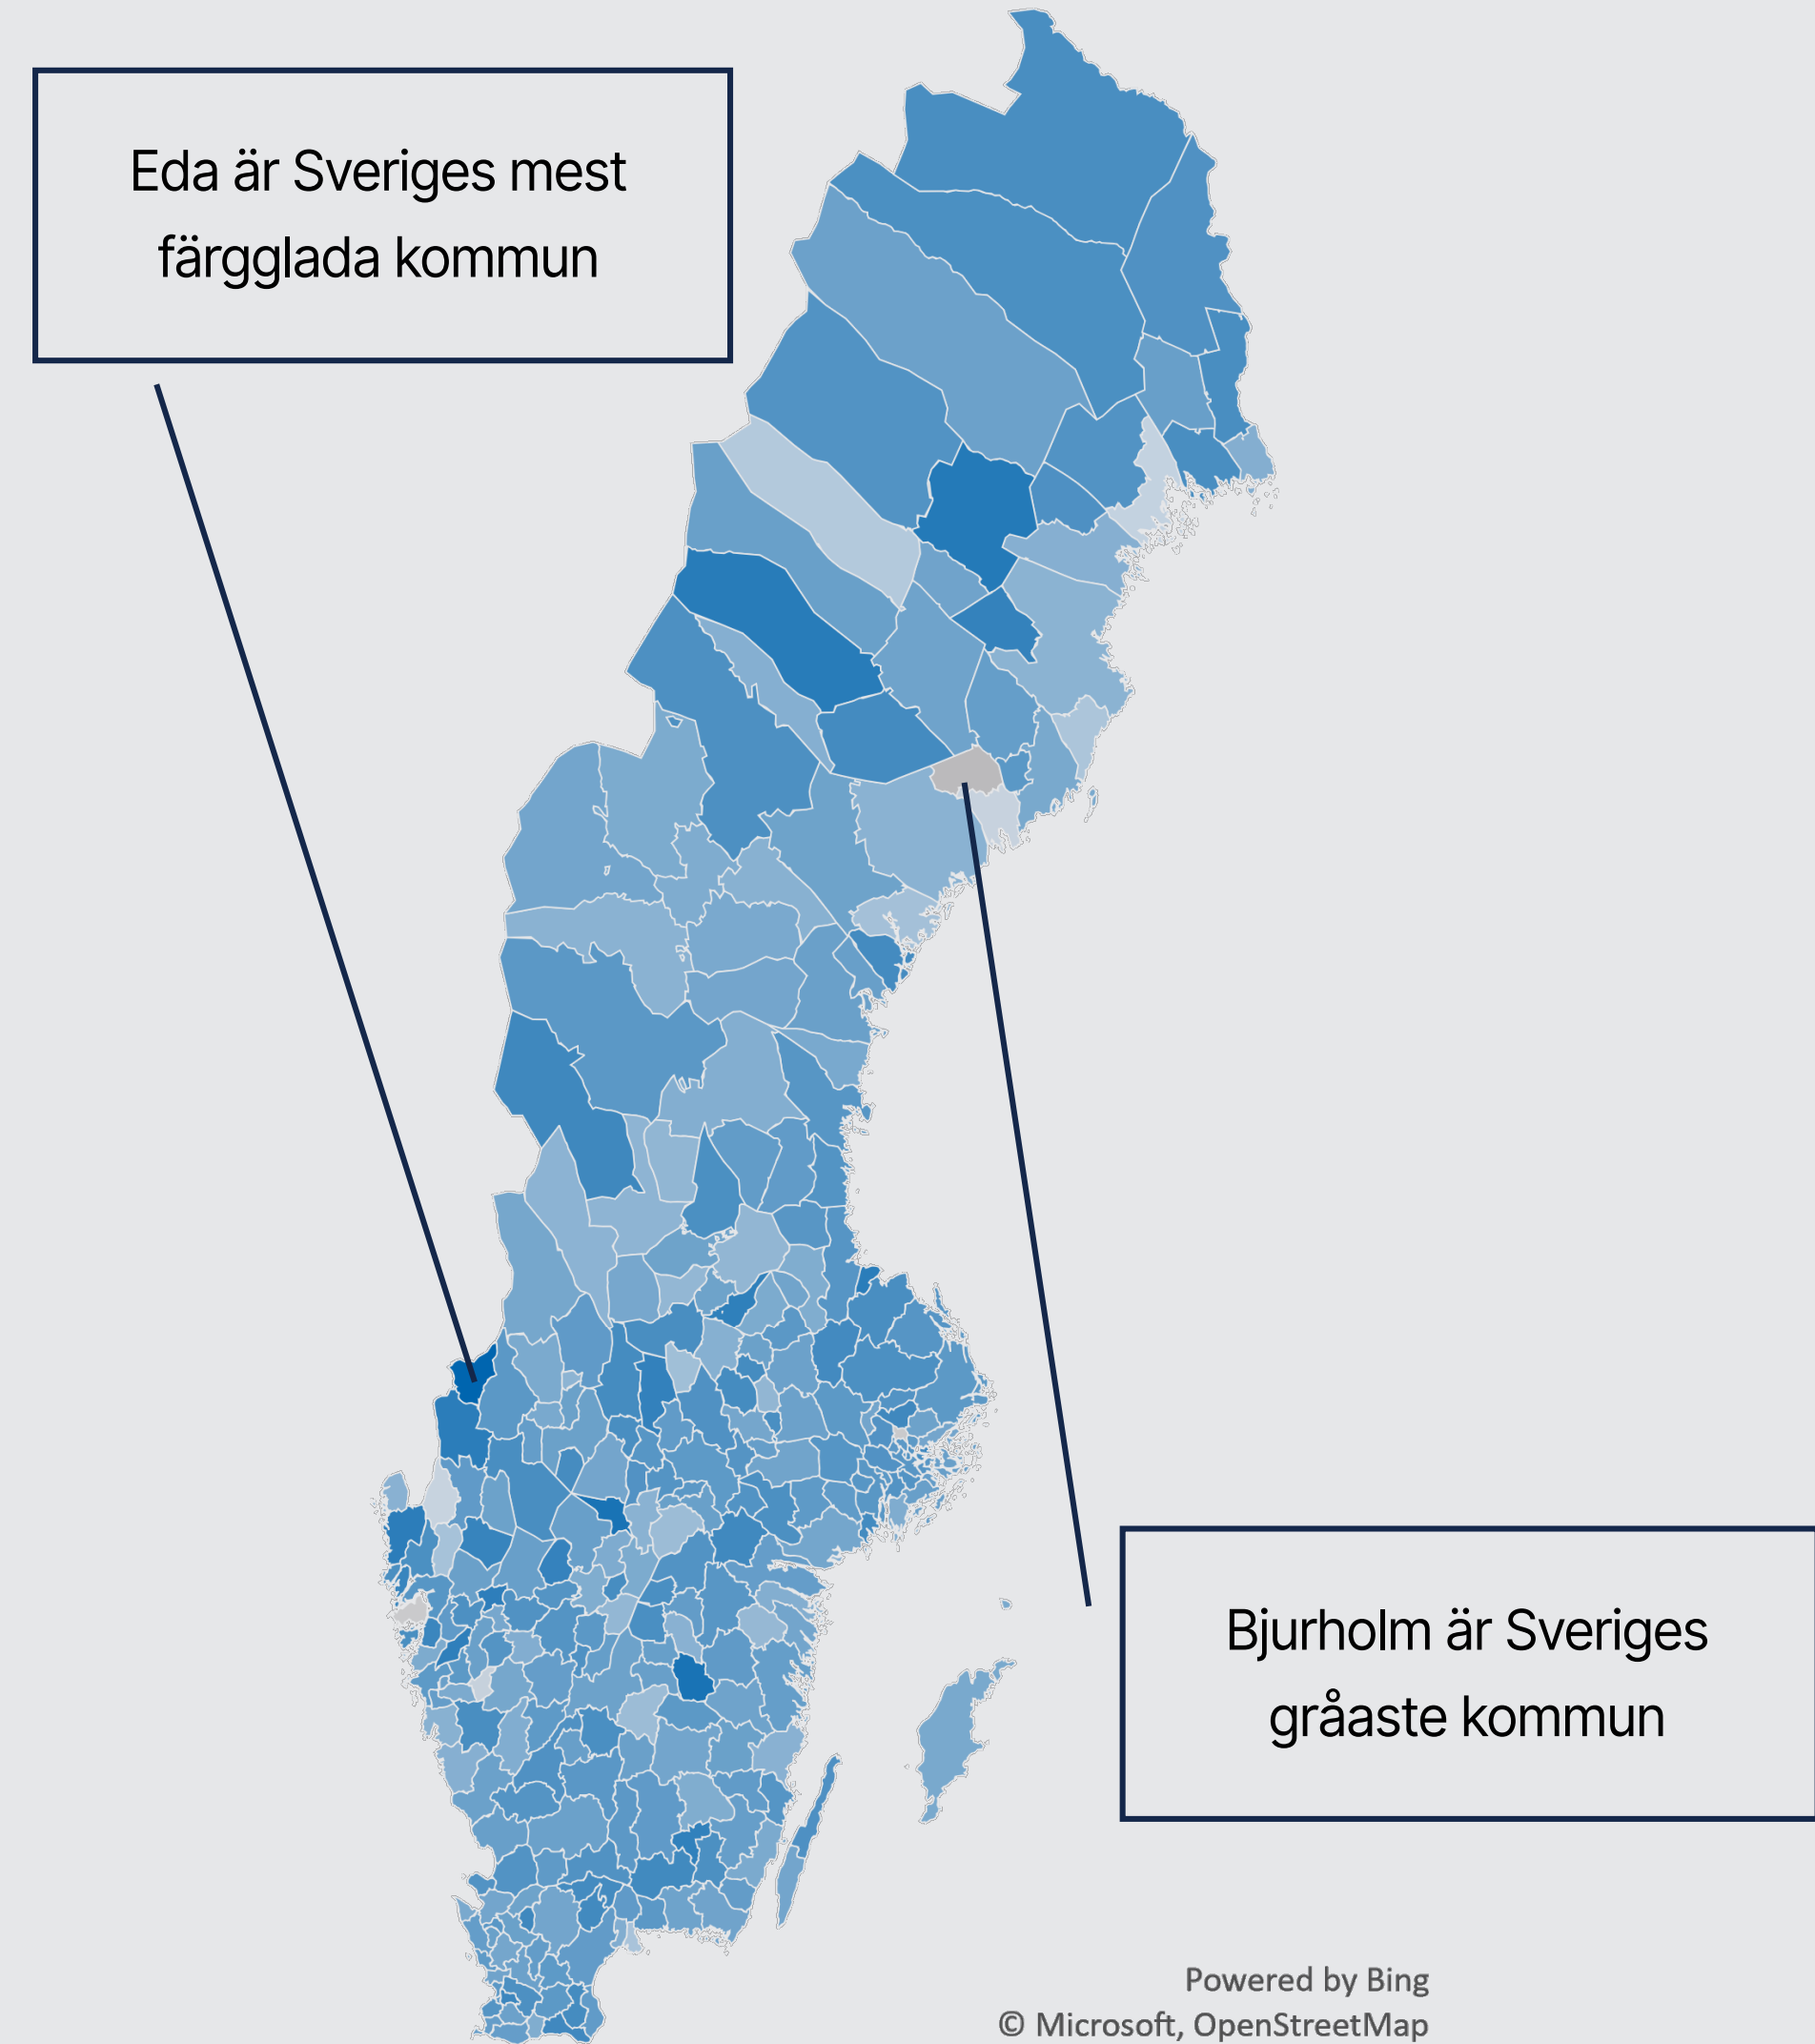 Eda är Sveriges mest
färgglada kommun
Bjurholm är Sveriges
gråaste kommun
Powered by Bing
© Microsoft, OpenStreetMap